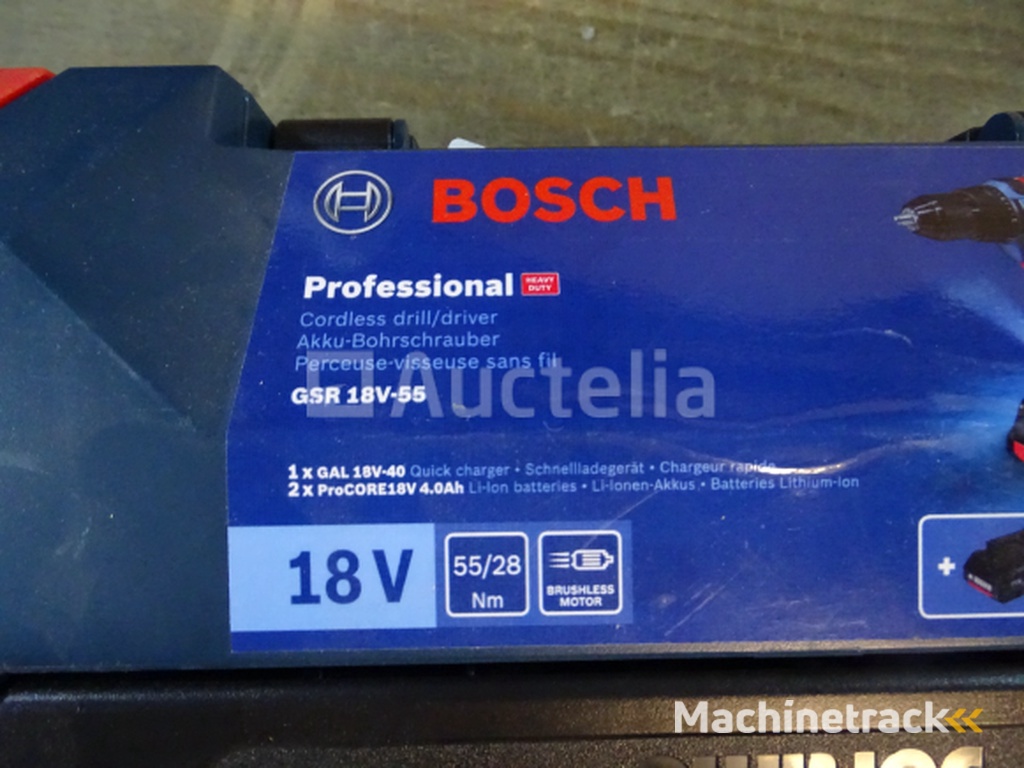 BOSCH
Professional HEAVY DUTY
Cordless drill/driver
Akku-Bohrschrauber
Perceuse-visseuse sans fil
GSR 18V-55
Auctelia
1 x GAL 18V-40 Quick charger • Schnellladegerät • Chargeur rapide
2 x ProCORE18V 4.0Ah Li-Ion batteries • Li-Ionen-Akkus • Batteries Lithium-Ion
18 V
55/28
Nm
BRUSHLESS
MOTOR
+
Machinetrack